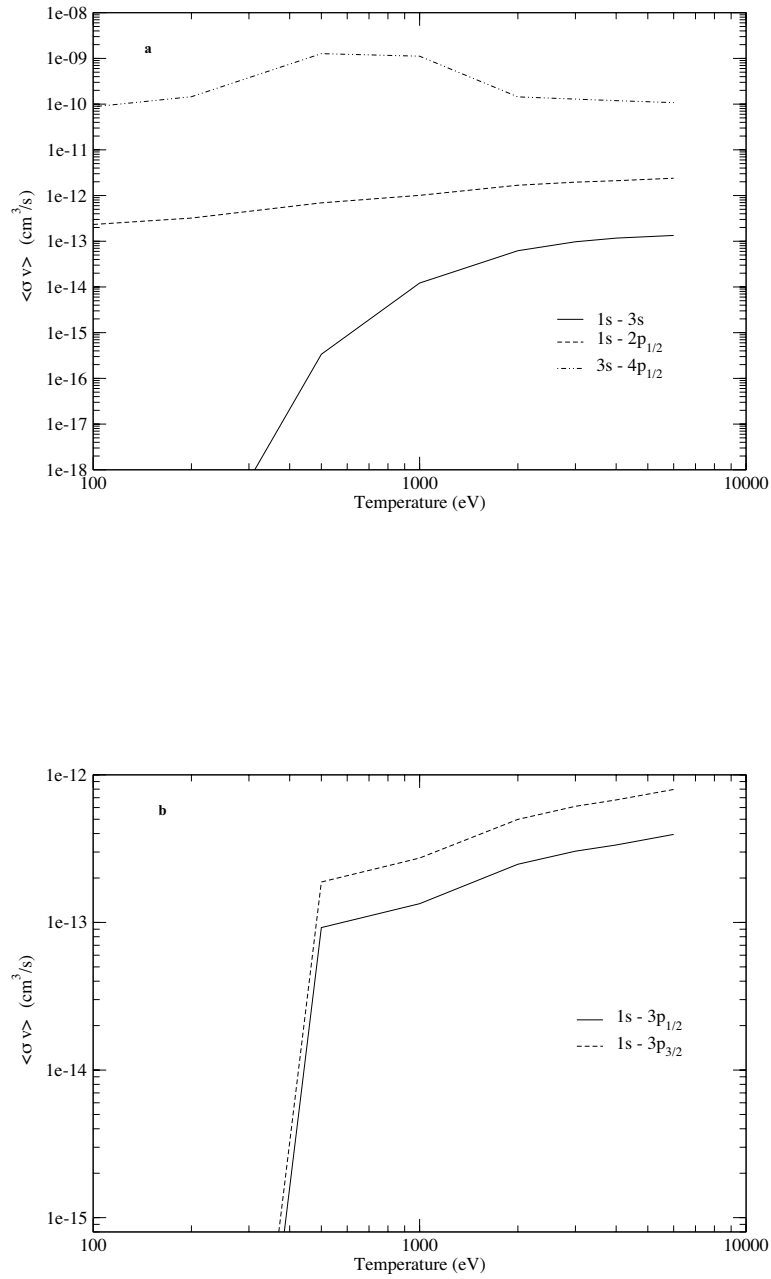 1e-08
a
1e-09
1e-10
1e-11
1e-12
1e-13
1e-14
1e-15
1e-16
1e-17
1e-18
<σ v> (cm³/s)
1s - 3s
1s - 2p₁/₂
3s - 4p₁/₂
100
1000
10000
Temperature (eV)
1e-12
b
1e-13
1e-14
1e-15
<σ v> (cm³/s)
1s - 3p₁/₂
1s - 3p₃/₂
100
1000
10000
Temperature (eV)